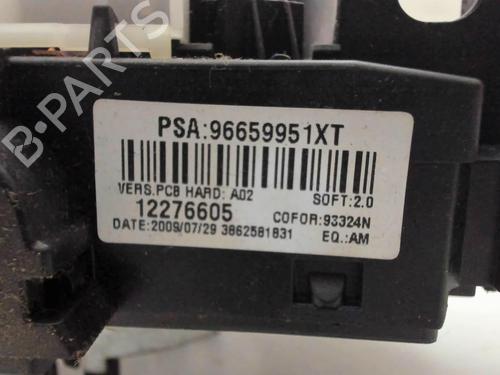 B-PARTS
PSA:96659951XT
VERS.PCB HARD: A02 SOFT:2.0
12276605 COFOR:93324N
DATE:2009/07/29 3862581831 EQ.:AM